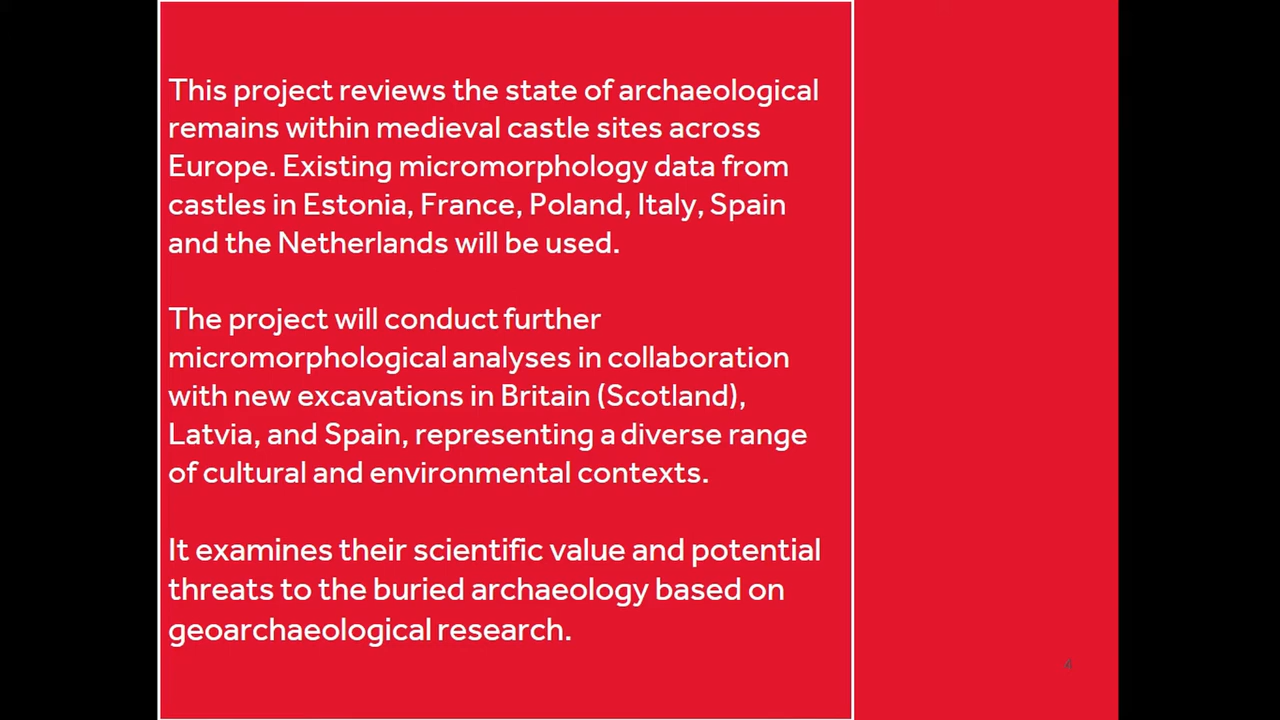 This project reviews the state of archaeological
remains within medieval castle sites across
Europe. Existing micromorphology data from
castles in Estonia, France, Poland, Italy, Spain
and the Netherlands will be used.
The project will conduct further
micromorphological analyses in collaboration
with new excavations in Britain (Scotland),
Latvia, and Spain, representing a diverse range
of cultural and environmental contexts.
It examines their scientific value and potential
threats to the buried archaeology based on
geoarchaeological research.
4